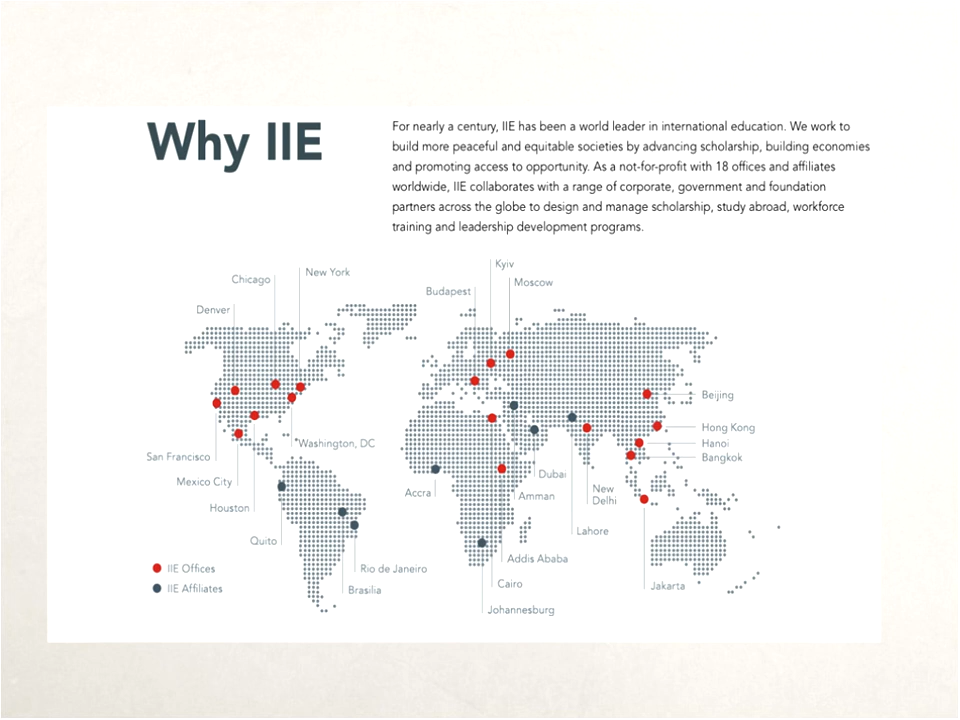 Why IIE
For nearly a century, IIE has been a world leader in international education. We work to
build more peaceful and equitable societies by advancing scholarship, building economies
and promoting access to opportunity. As a not-for-profit with 18 offices and affiliates
worldwide, IIE collaborates with a range of corporate, government and foundation
partners across the globe to design and manage scholarship, study abroad, workforce
training and leadership development programs.
Kyiv
New York
Chicago
Moscow
Budapest
Denver
Beijing
Hong Kong
Washington, DC
Hanoi
San Francisco
Bangkok
Dubai
Mexico City
New
Delhi
Accra
Amman
Houston
Lahore
Quito
Addis Ababa
IIE Offices
Rio de Janeiro
Cairo
Jakarta
IIE Affiliates
Brasilia
Johannesburg